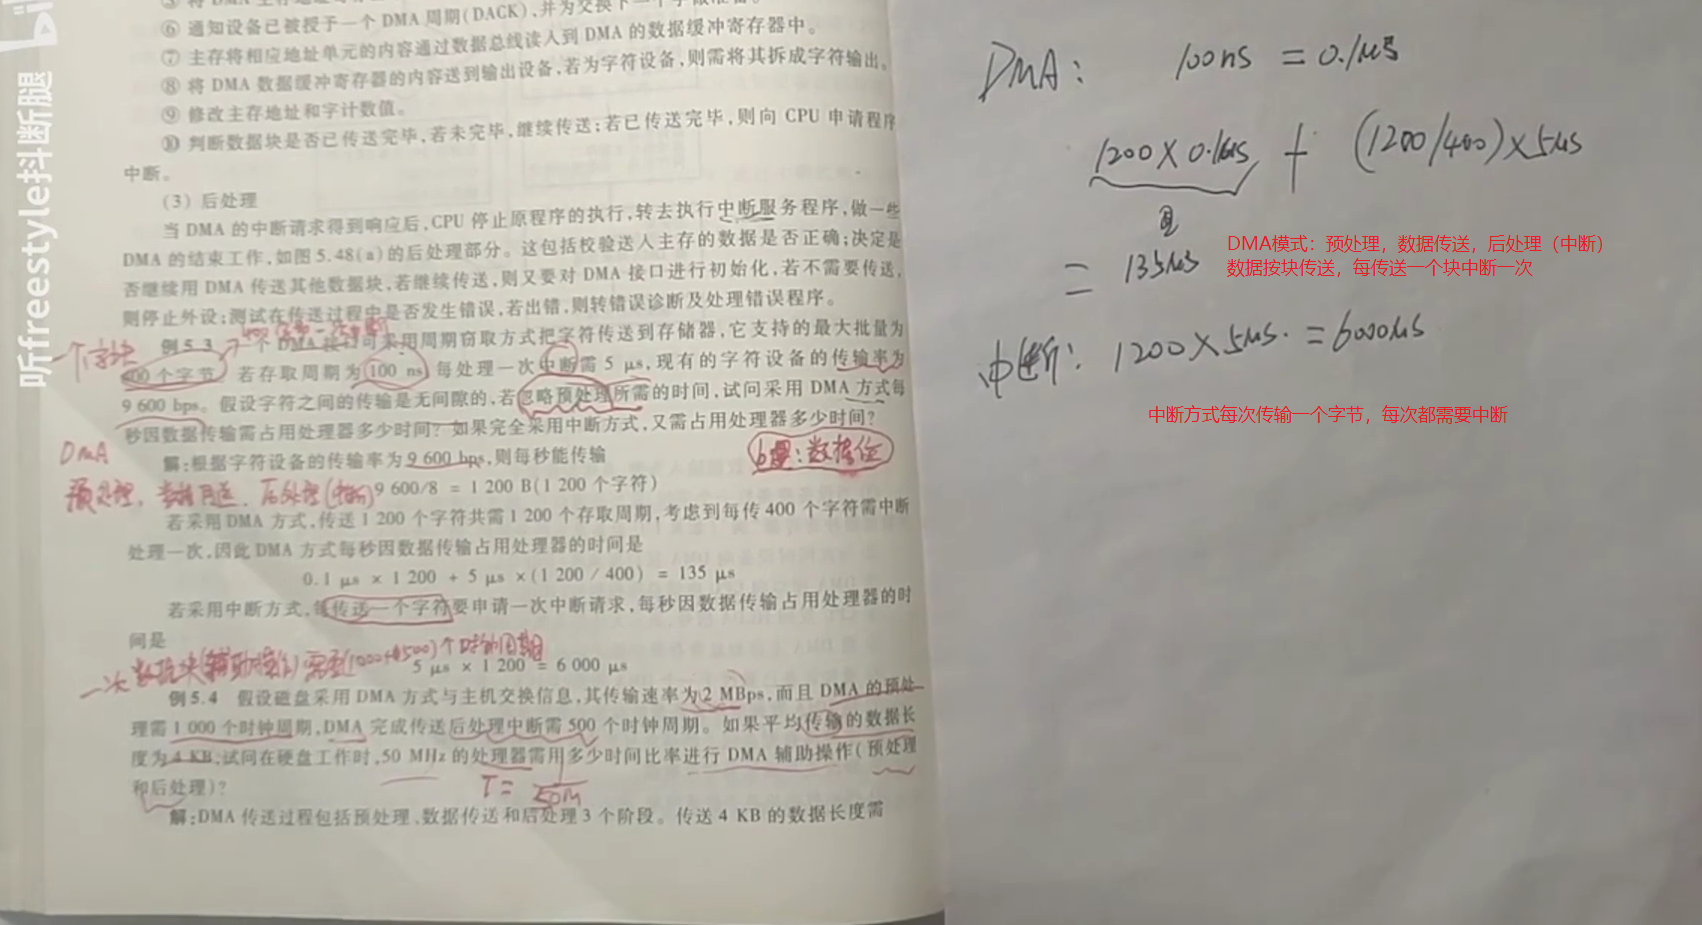 听freestyle抖断腿
⑥ 通知设备已被授于一个 DMA 周期(DACK),并为交换下一个字做准备。
⑦ 主存将相应地址单元的内容通过数据总线读入到 DMA 的数据缓冲寄存器中。
⑧ 将 DMA 数据缓冲寄存器的内容送到输出设备,若为字符设备,则需将其拆成字符输出。
⑨ 修改主存地址和字计数值。
⑩ 判断数据块是否已传送完毕,若未完毕,继续传送;若已传送完毕,则向 CPU 申请程序
中断。
(3) 后处理
当 DMA 的中断请求得到响应后,CPU 停止原程序的执行,转去执行中断服务程序,做一些
DMA 的结束工作,如图 5.48(a)的后处理部分。这包括校验送入主存的数据是否正确;决定是
否继续用 DMA 传送其他数据块,若继续传送,则又要对 DMA 接口进行初始化,若不需要传送,
则停止外设;测试在传送过程中是否发生错误,若出错,则转错误诊断及处理错误程序。
例 5.3 一个 DMA 接口可采用周期窃取方式把字符传送到存储器,它支持的最大批量为
400 个字节。若存取周期为 100 ns,每处理一次中断需 5 μs,现有的字符设备的传输率为
9 600 bps。假设字符之间的传输是无间隙的,若忽略预处理所需的时间,试问采用 DMA 方式每
秒因数据传输需占用处理器多少时间?如果完全采用中断方式,又需占用处理器多少时间?
DMA
b里:数据位
解:根据字符设备的传输率为 9 600 bps,则每秒能传输
预处理、数据传送、后处理(中断)
9 600/8 = 1 200 B(1 200 个字符)
若采用 DMA 方式,传送 1 200 个字符共需 1 200 个存取周期,考虑到每传 400 个字符需中断
处理一次,因此 DMA 方式每秒因数据传输占用处理器的时间是
0.1 μs × 1 200 + 5 μs ×(1 200 / 400) = 135 μs
若采用中断方式,每传送一个字符要申请一次中断请求,每秒因数据传输占用处理器的时
间是
一次数据块(辅助操作)需要(1000+500)个时钟周期
5 μs × 1 200 = 6 000 μs
例 5.4 假设磁盘采用 DMA 方式与主机交换信息,其传输速率为 2 MBps,而且 DMA 的预处
理需 1 000 个时钟周期,DMA 完成传送后处理中断需 500 个时钟周期。如果平均传输的数据长
度为 4 KB,试问在硬盘工作时,50 MHz 的处理器需用多少时间比率进行 DMA 辅助操作(预处理
和后处理)?
T = 1/50M
解:DMA 传送过程包括预处理、数据传送和后处理 3 个阶段。传送 4 KB 的数据长度需
DMA: 100ns = 0.1μs
1200×0.1μs + (1200/400)×5μs
= 135μs
DMA模式:预处理,数据传送,后处理(中断)
数据按块传送,每传送一个块中断一次
中断: 1200×5μs. = 6000μs
中断方式每次传输一个字节,每次都需要中断